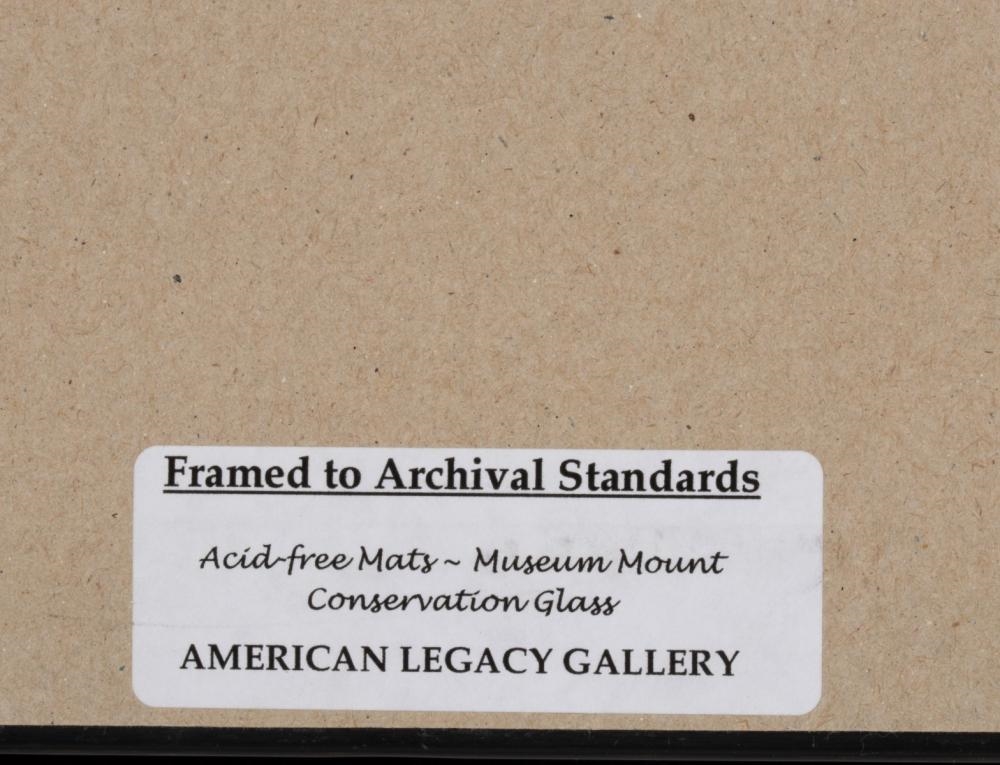 Framed to Archival Standards
Acid-free Mats ~ Museum Mount
Conservation Glass
AMERICAN LEGACY GALLERY